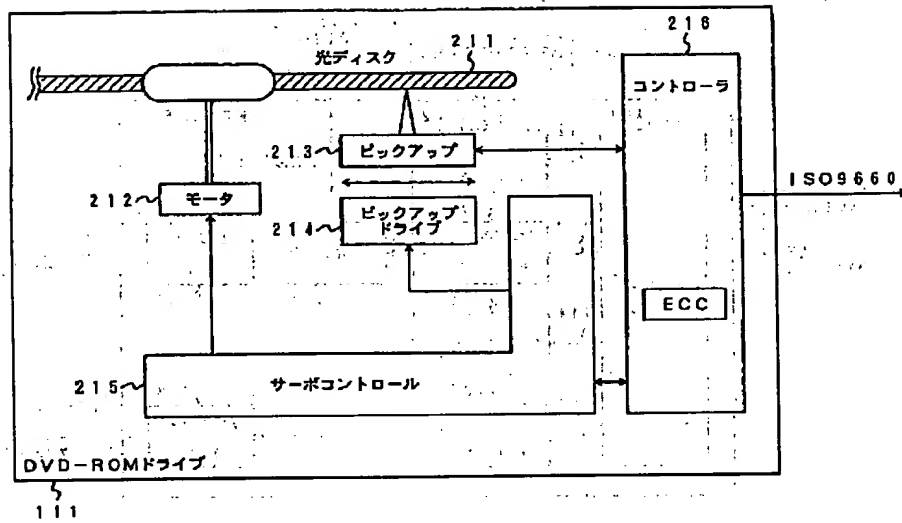 216
211
光ディスク
コントローラ
213
ピックアップ
ISO9660
212
モータ
214
ピックアップ
ドライブ
ECC
215
サーボコントロール
DVD-ROMドライブ
111